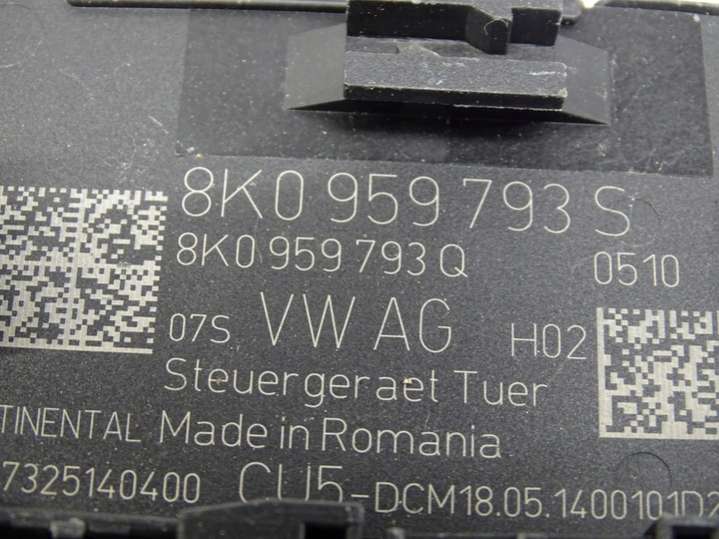 8K0 959 793 S
8K0 959 793 Q 0510
07S VW AG H02
Steuergeraet Tuer
TINENTAL Made in Romania
7325140400 CU5-DCM18.05.1400101D2